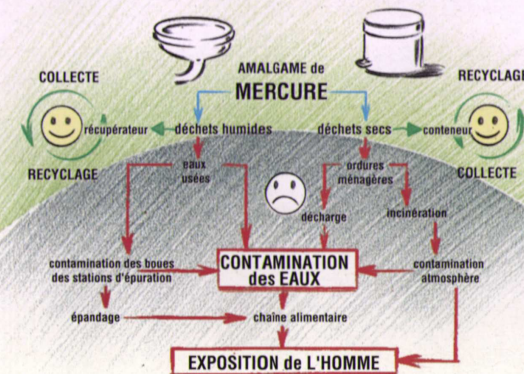 AMALGAME de
MERCURE
COLLECTE
récupérateur
RECYCLAGE
déchets humides
déchets secs
RECYCLAGE
conteneur
COLLECTE
eaux
usées
ordures
ménagères
décharge
incinération
contamination des boues
des stations d'épuration
CONTAMINATION
des EAUX
contamination
atmosphère
épandage
chaîne alimentaire
EXPOSITION de L'HOMME